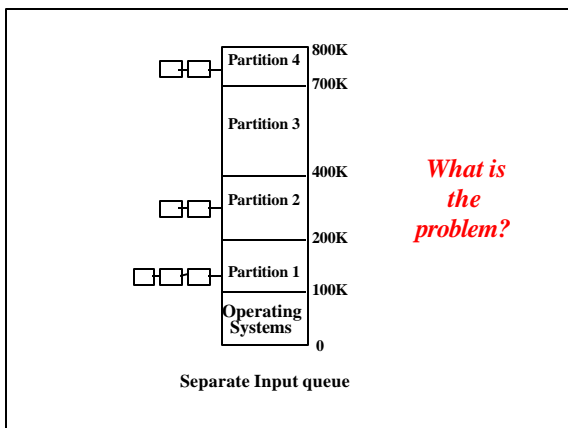 800K
Partition 4
700K
Partition 3
400K
What is
the
problem?
Partition 2
200K
Partition 1
100K
Operating
Systems
0
Separate Input queue